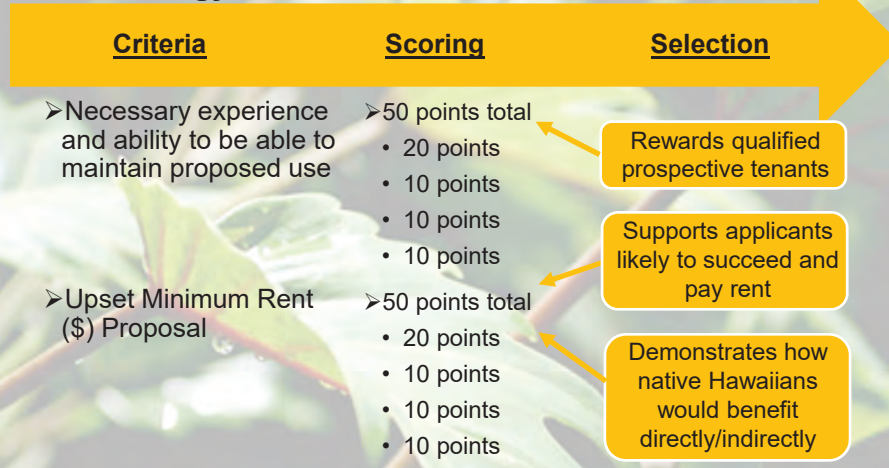 Criteria
Scoring
Selection
➢Necessary experience
and ability to be able to
maintain proposed use
➢50 points total
• 20 points
• 10 points
• 10 points
• 10 points
Rewards qualified
prospective tenants
Supports applicants
likely to succeed and
pay rent
➢Upset Minimum Rent
($) Proposal
➢50 points total
• 20 points
• 10 points
• 10 points
• 10 points
Demonstrates how
native Hawaiians
would benefit
directly/indirectly